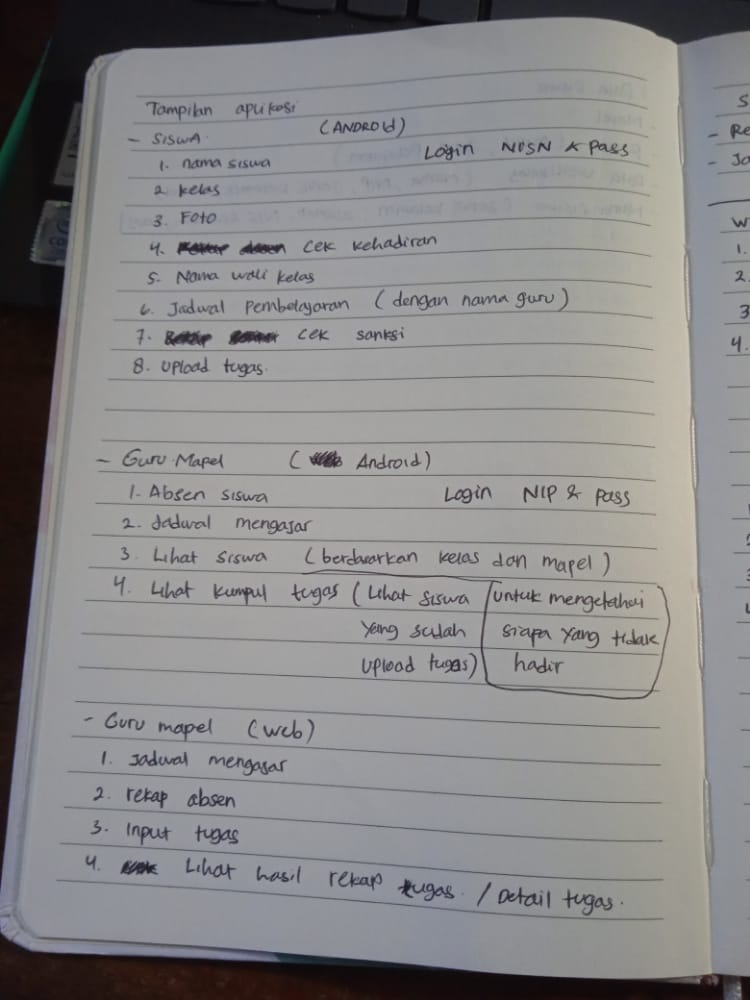 Tampilan aplikasi
- SISWA (ANDROID)
1. nama siswa Login NISN & pass
2. kelas
3. Foto
4. cek kehadiran
5. Nama wali kelas
6. Jadwal Pembelajaran (dengan nama guru)
7. cek sanksi
8. Upload tugas.
- Guru Mapel (Android)
1. Absen siswa Login NIP & pass
2. Jadwal mengajar
3. Lihat siswa (berdasarkan kelas dan mapel)
4. Lihat kumpul tugas (Lihat siswa untuk mengetahui
yang sudah siapa yang tidak
upload tugas) hadir
- Guru mapel (web)
1. Jadwal mengajar
2. rekap absen
3. Input tugas
4. Lihat hasil rekap tugas. / Detail tugas.
S
- Re
- Ja
W
1.
2.
3
4.